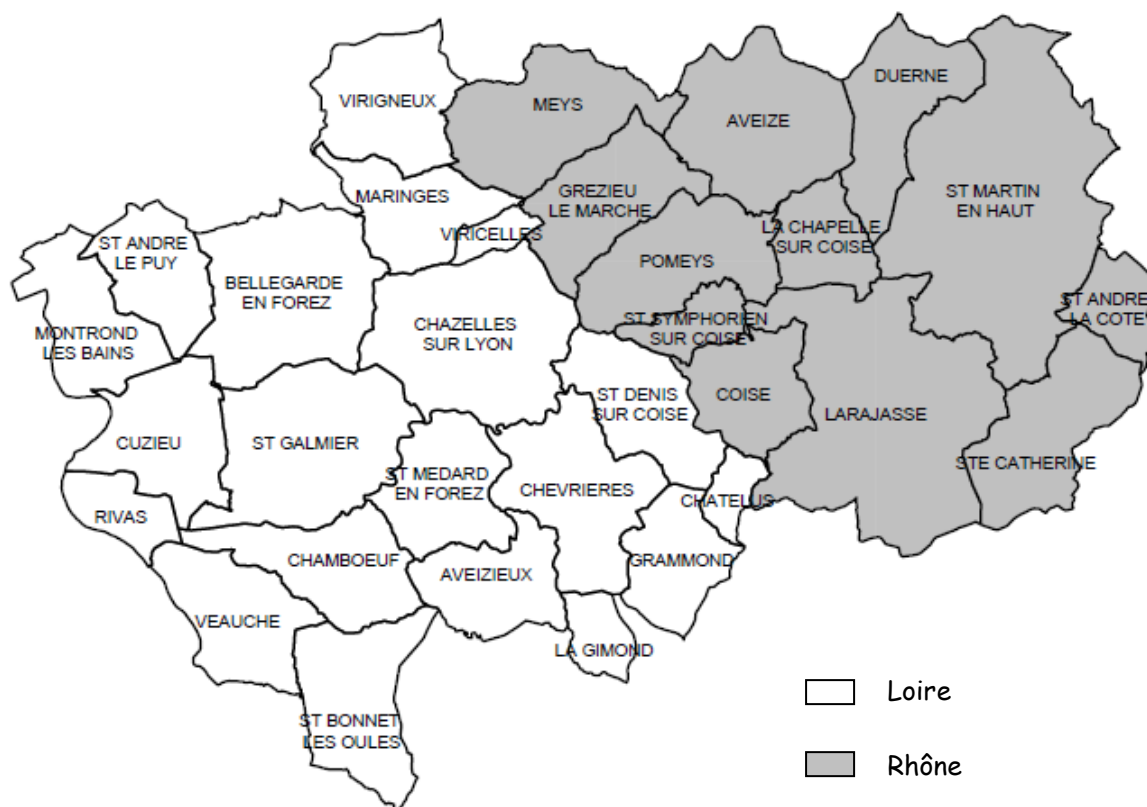 DUERNE
VIRIGNEUX
MEYS
AVEIZE
MARINGES
GREZIEU
LE MARCHE
ST MARTIN
EN HAUT
VIRICELLES
LA CHAPELLE
SUR COISE
ST ANDRE
LE PUY
POMEYS
BELLEGARDE
EN FOREZ
ST ANDRE
LA COTE
MONTROND
LES BAINS
CHAZELLES
SUR LYON
ST SYMPHORIEN
SUR COISE
ST DENIS
SUR COISE
COISE
LARAJASSE
CUZIEU
ST GALMIER
ST MEDARD
EN FOREZ
STE CATHERINE
CHEVRIERES
CHATELUS
RIVAS
CHAMBOEUF
AVEIZIEUX
GRAMMOND
VEAUCHE
LA GIMOND
ST BONNET
LES OULES
Loire
Rhône